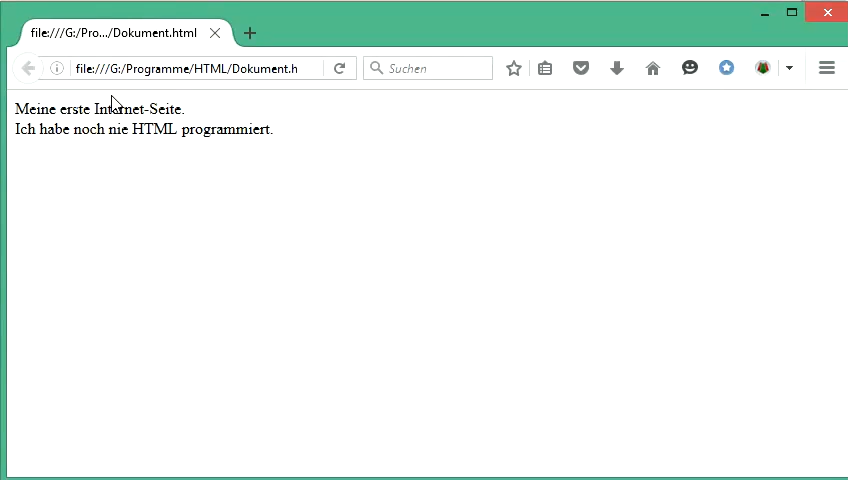 file:///G:/Pro.../Dokument.html
file:///G:/Programme/HTML/Dokument.h
Suchen
Meine erste Internet-Seite.
Ich habe noch nie HTML programmiert.